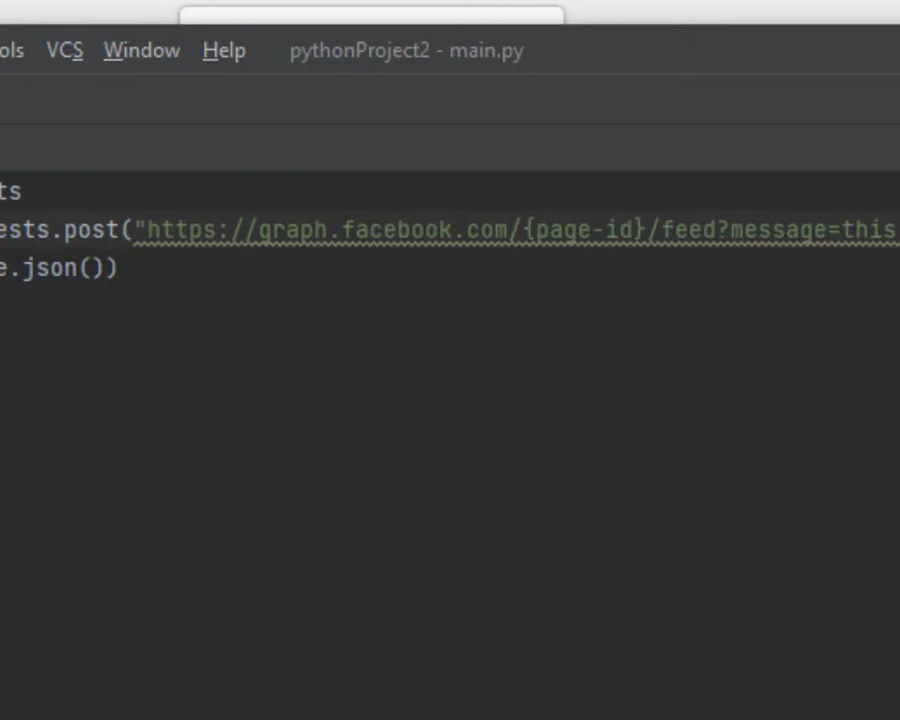 ols VCS Window Help pythonProject2 - main.py
ts
ests.post("https://graph.facebook.com/{page-id}/feed?message=this
e.json())